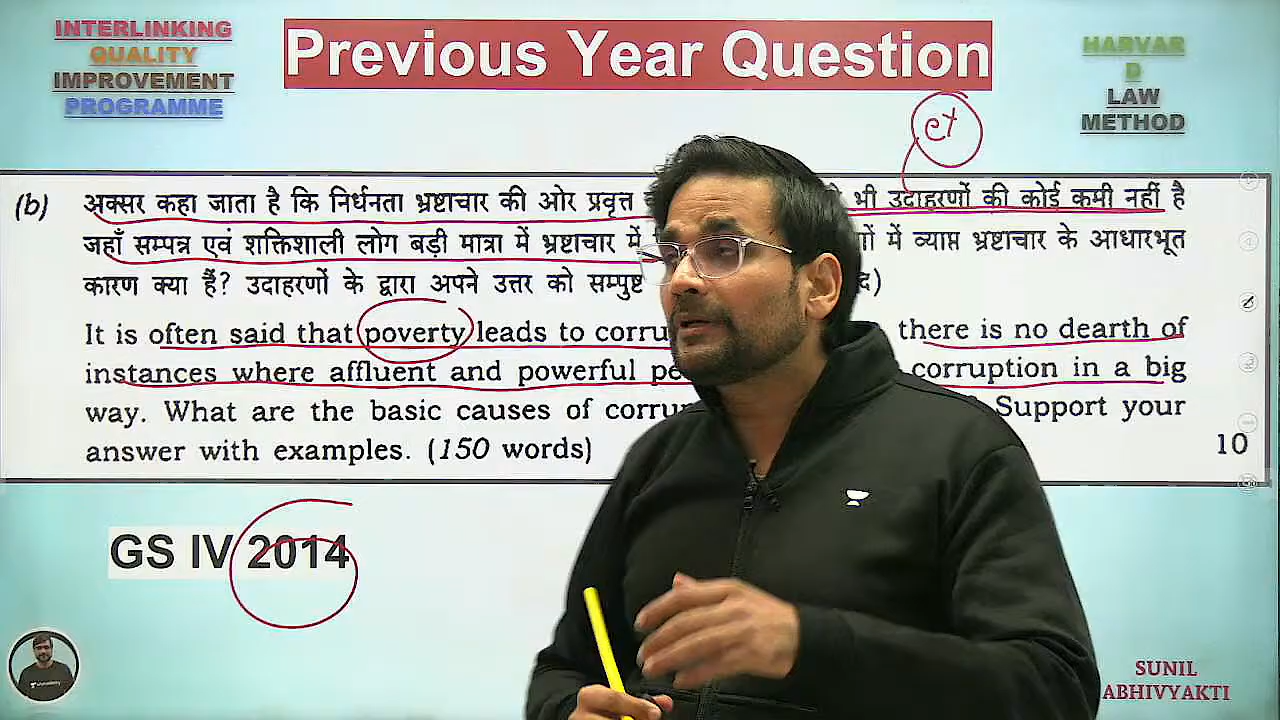 INTERLINKING
QUALITY
IMPROVEMENT
PROGRAMME
Previous Year Question
HARVAR
D
LAW
METHOD
ex
(b) अक्सर कहा जाता है कि निर्धनता भ्रष्टाचार की ओर प्रवृत्त भी उदाहरणों की कोई कमी नहीं है
जहाँ सम्पन्न एवं शक्तिशाली लोग बड़ी मात्रा में भ्रष्टाचार में में व्याप्त भ्रष्टाचार के आधारभूत
कारण क्या हैं? उदाहरणों के द्वारा अपने उत्तर को सम्पुष्ट
It is often said that poverty leads to there is no dearth of
instances where affluent and powerful corruption in a big
way. What are the basic causes of Support your
answer with examples. (150 words) 10
GS IV 2014
SUNIL
ABHIVYAKTI